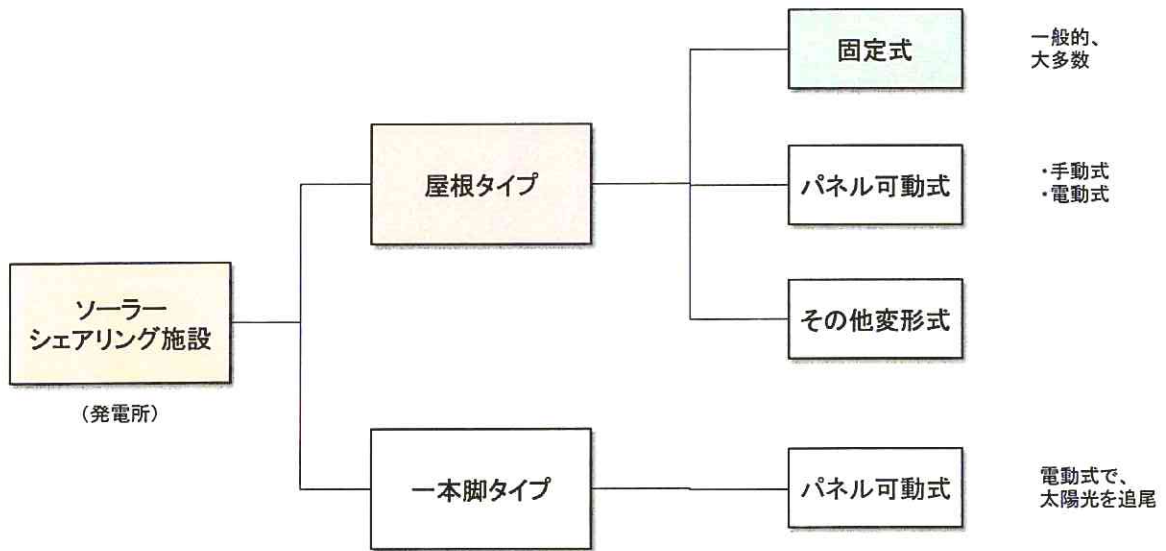 固定式
一般的、
大多数
屋根タイプ
パネル可動式
・手動式
・電動式
ソーラー
シェアリング施設
(発電所)
その他変形式
一本脚タイプ
パネル可動式
電動式で、
太陽光を追尾